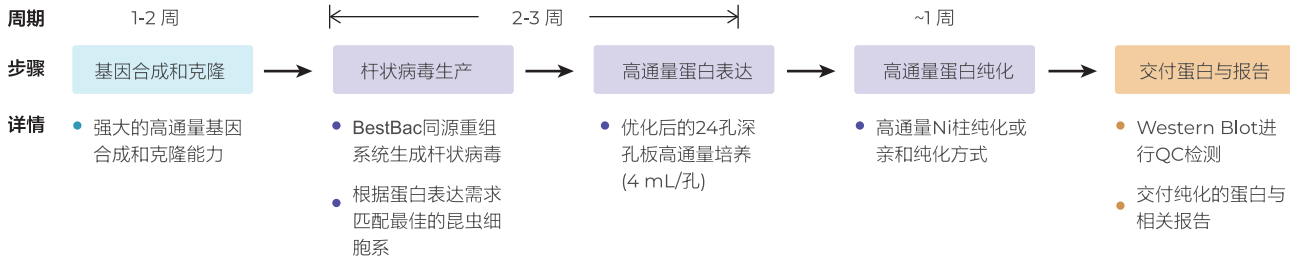 周期
1-2 周
2-3 周
~1 周
步骤
基因合成和克隆
杆状病毒生产
高通量蛋白表达
高通量蛋白纯化
交付蛋白与报告
详情
强大的高通量基因
合成和克隆能力
BestBac同源重组
系统生成杆状病毒
根据蛋白表达需求
匹配最佳的昆虫细
胞系
优化后的24孔深
孔板高通量培养
(4 mL/孔)
高通量Ni柱纯化或
亲和纯化方式
Western Blot进
行QC检测
交付纯化的蛋白与
相关报告